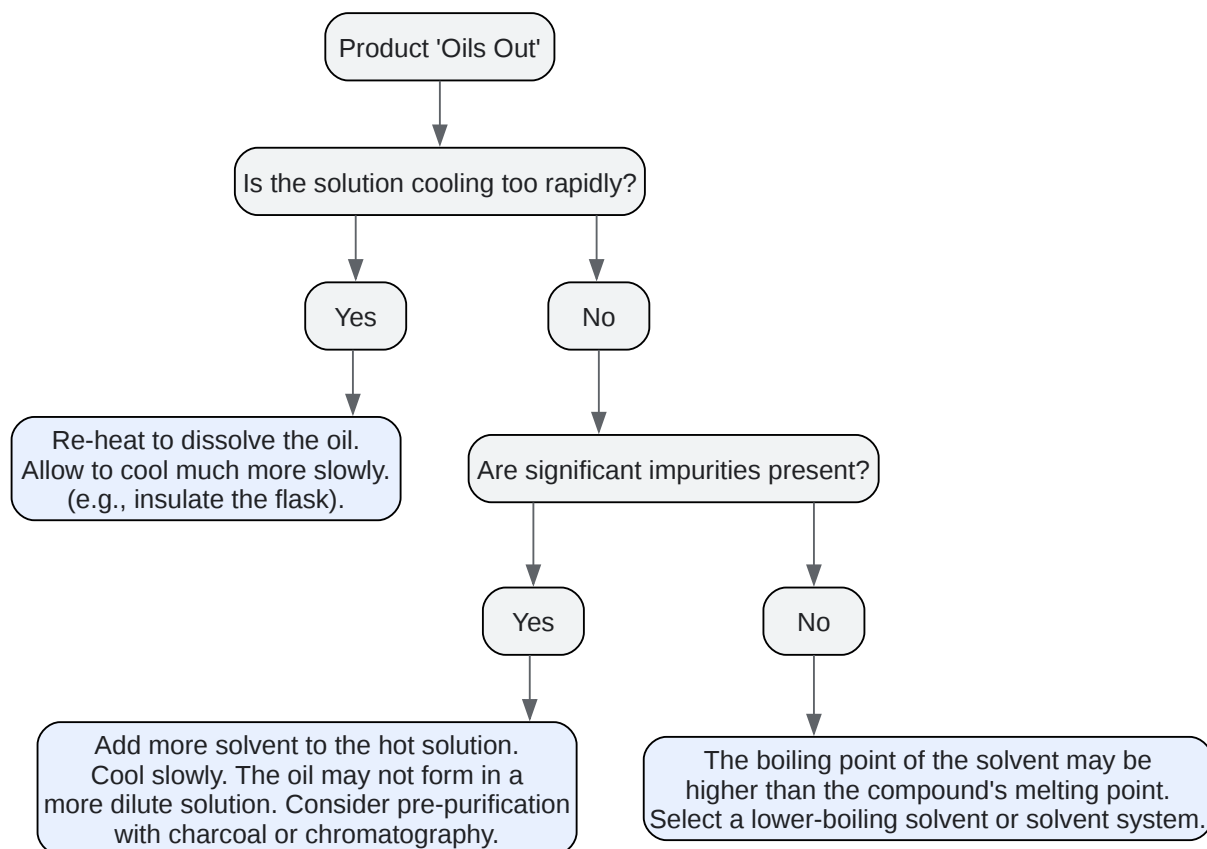 Product 'Oils Out'
Is the solution cooling too rapidly?
Yes
No
Re-heat to dissolve the oil.
Allow to cool much more slowly.
(e.g., insulate the flask).
Are significant impurities present?
Yes
No
Add more solvent to the hot solution.
Cool slowly. The oil may not form in a
more dilute solution. Consider pre-purification
with charcoal or chromatography.
The boiling point of the solvent may be
higher than the compound's melting point.
Select a lower-boiling solvent or solvent system.